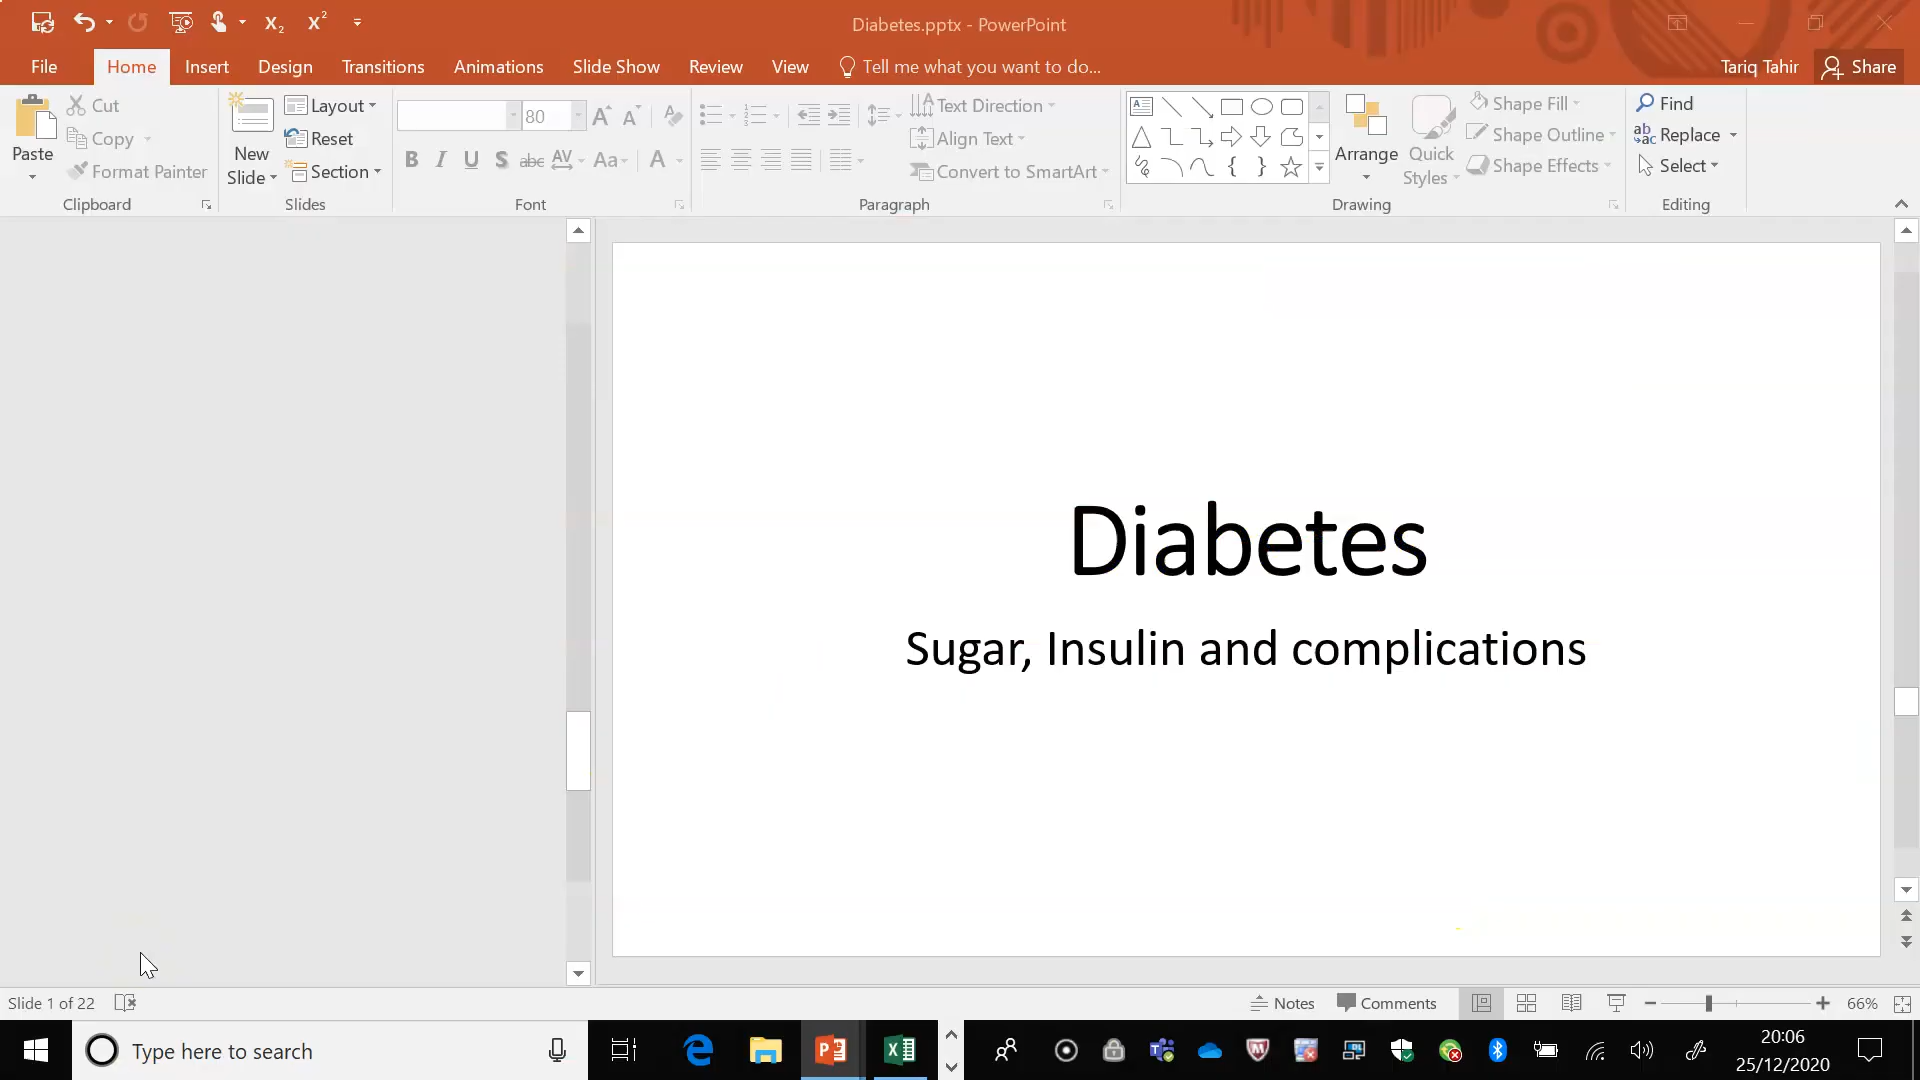 Diabetes.pptx - PowerPoint
File Home Insert Design Transitions Animations Slide Show Review View Tell me what you want to do... Tariq Tahir Share
Paste
Cut
Copy
Format Painter
Clipboard
New Slide
Layout
Reset
Section
Slides
80
B I U S abc AV Aa A
Font
Text Direction
Align Text
Convert to SmartArt
Paragraph
Arrange
Quick Styles
Shape Fill
Shape Outline
Shape Effects
Drawing
Find
Replace
Select
Editing
Diabetes
Sugar, Insulin and complications
Slide 1 of 22
Notes Comments 66%
Type here to search
20:06
25/12/2020